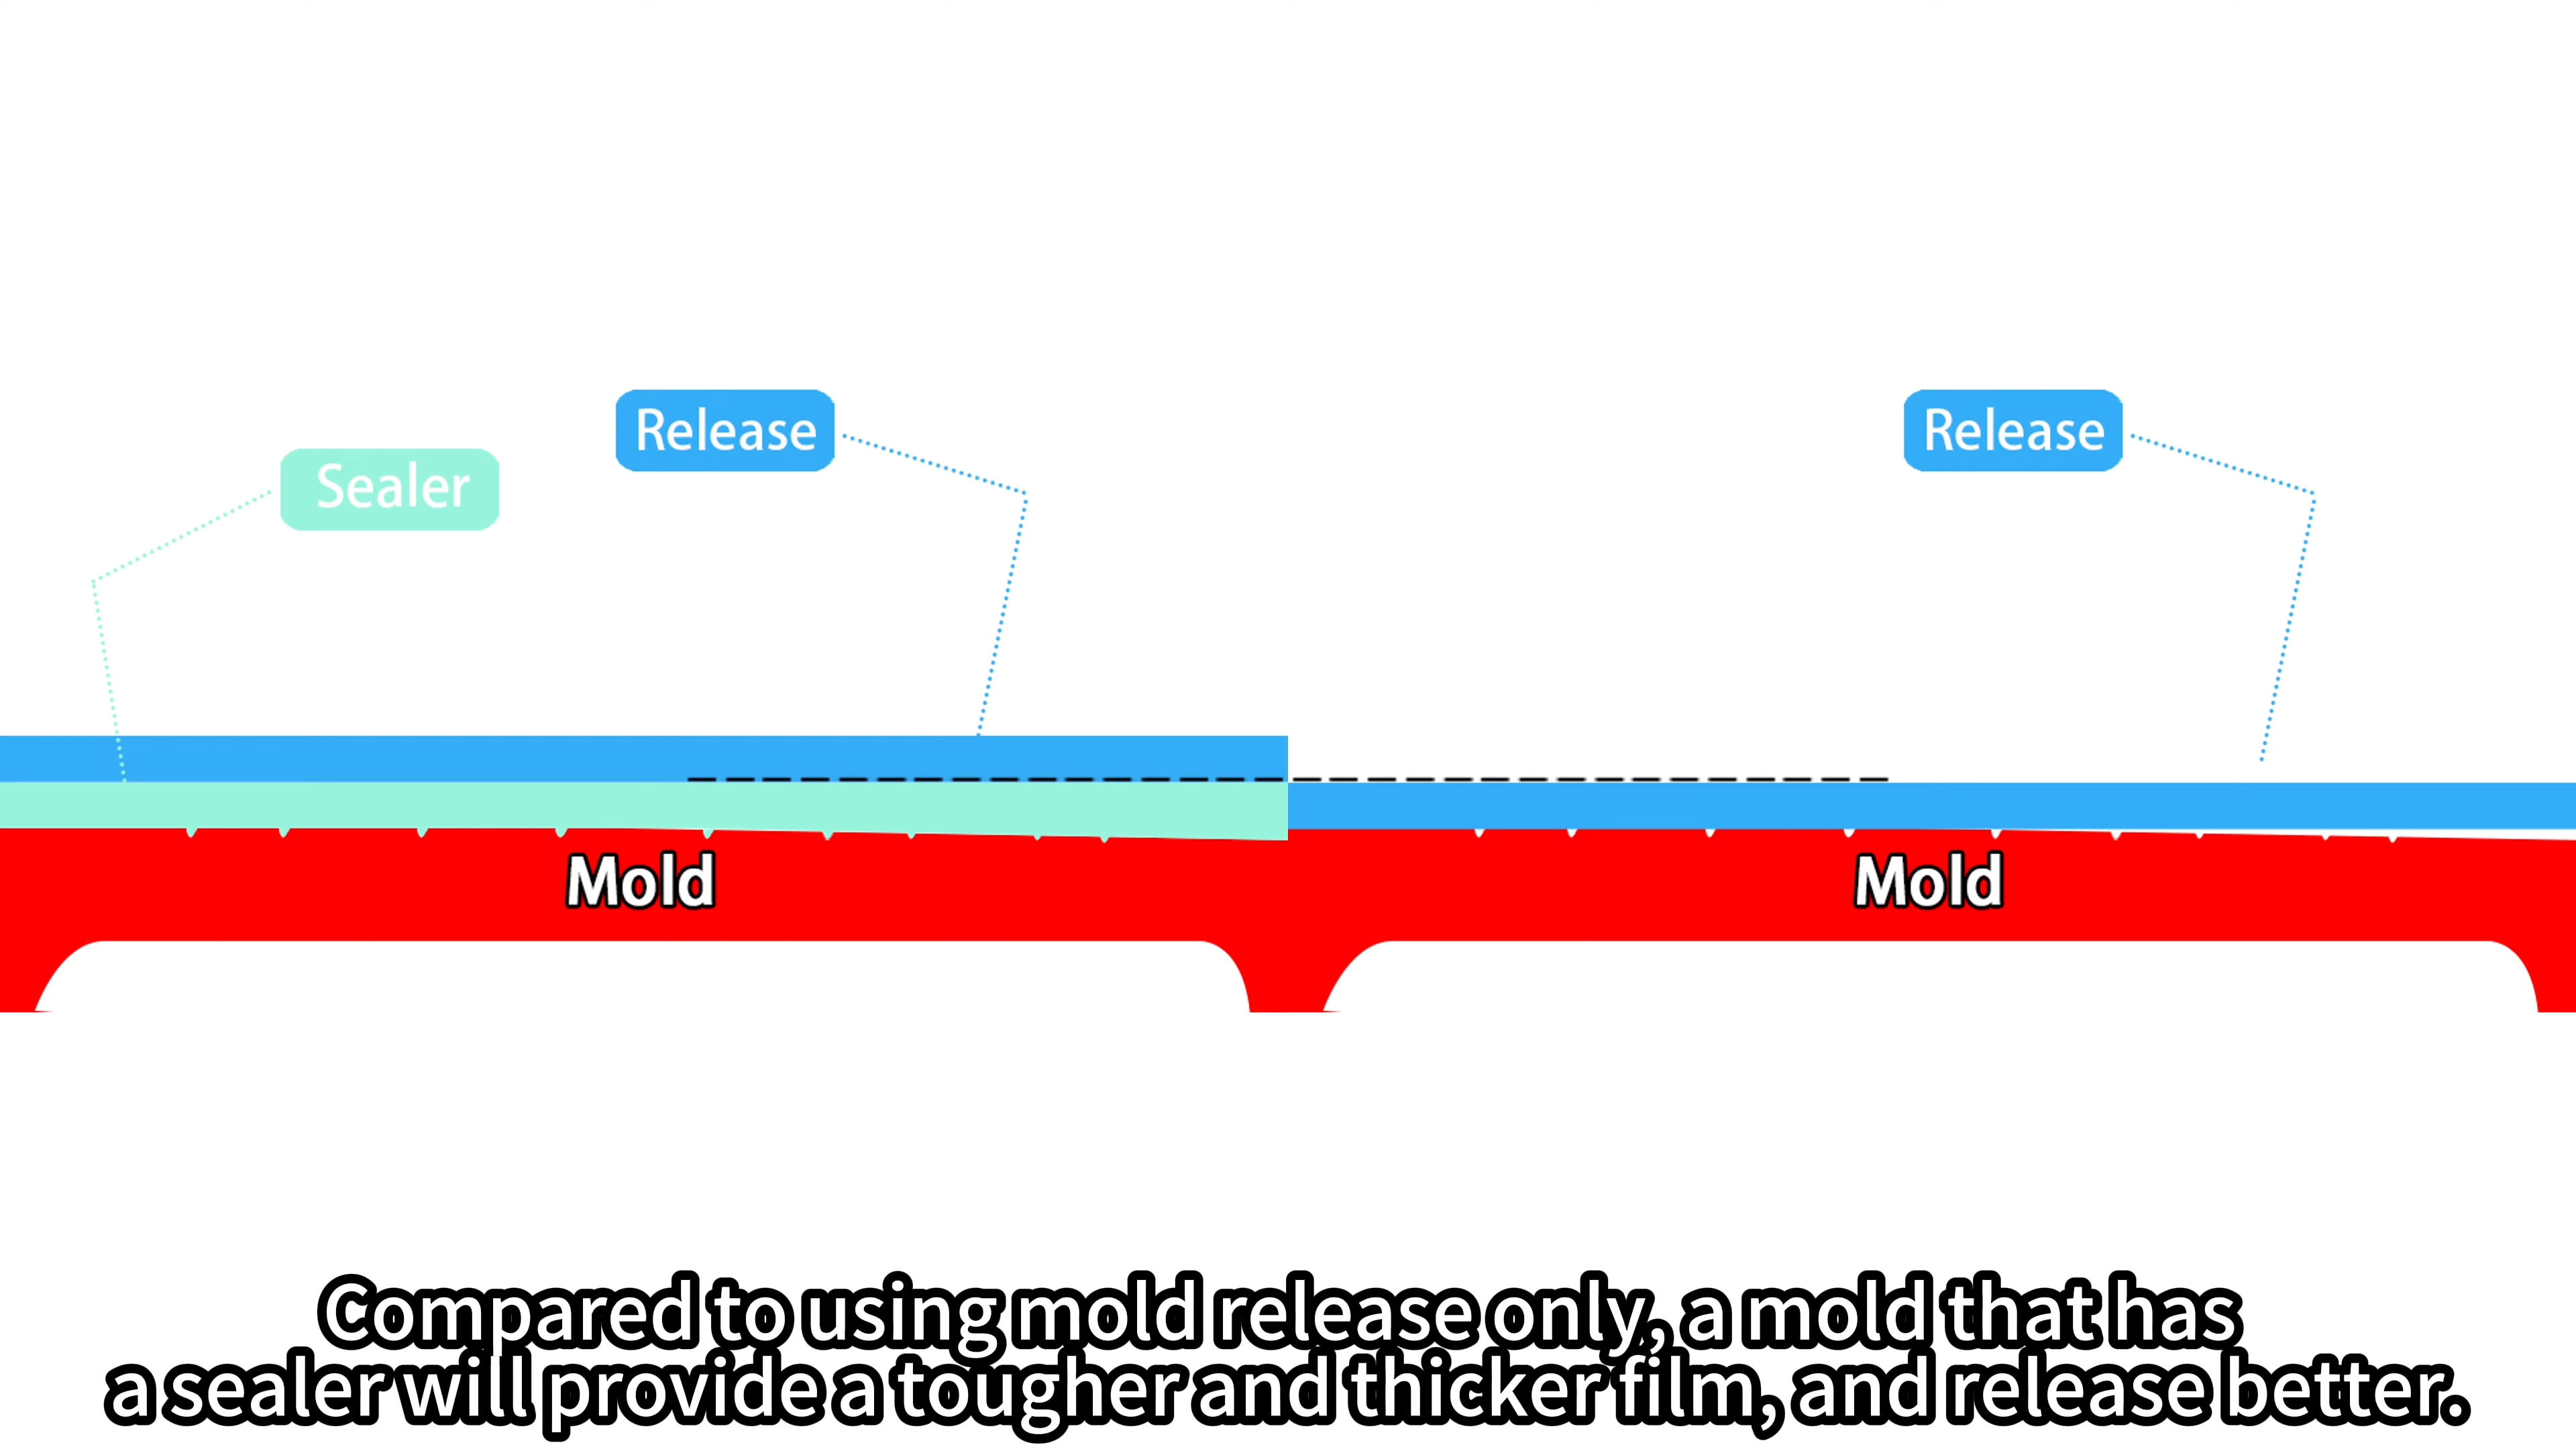 Release
Release
Sealer
Mold
Mold
Compared to using mold release only, a mold that has
a sealer will provide a tougher and thicker film, and release better.